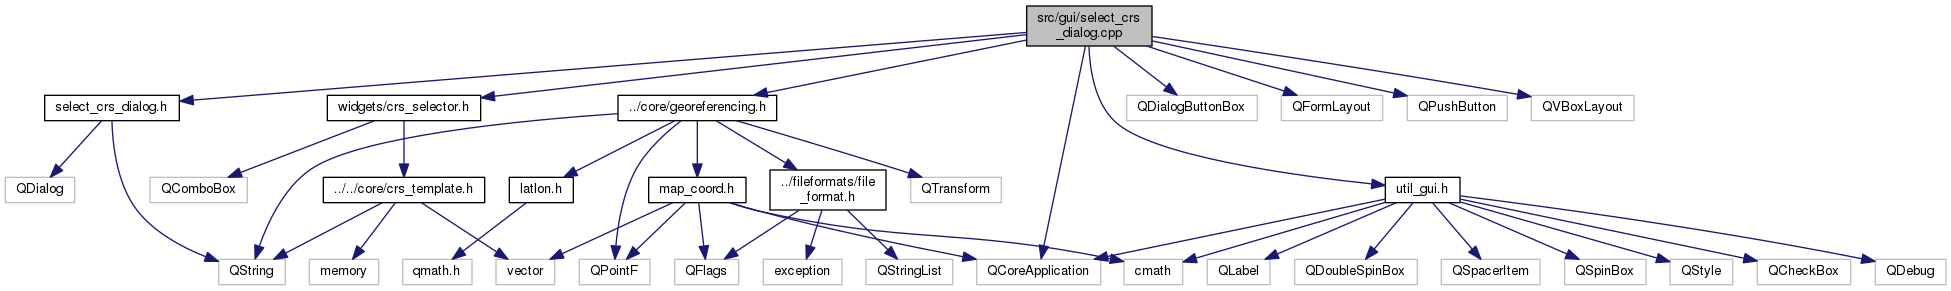 src/gui/select_crs
_dialog.cpp
select_crs_dialog.h
widgets/crs_selector.h
../core/georeferencing.h
QDialogButtonBox
QFormLayout
QPushButton
QVBoxLayout
QDialog
QComboBox
../../core/crs_template.h
latlon.h
map_coord.h
../fileformats/file
_format.h
QTransform
util_gui.h
QString
memory
qmath.h
vector
QPointF
QFlags
exception
QStringList
QCoreApplication
cmath
QLabel
QDoubleSpinBox
QSpacerItem
QSpinBox
QStyle
QCheckBox
QDebug